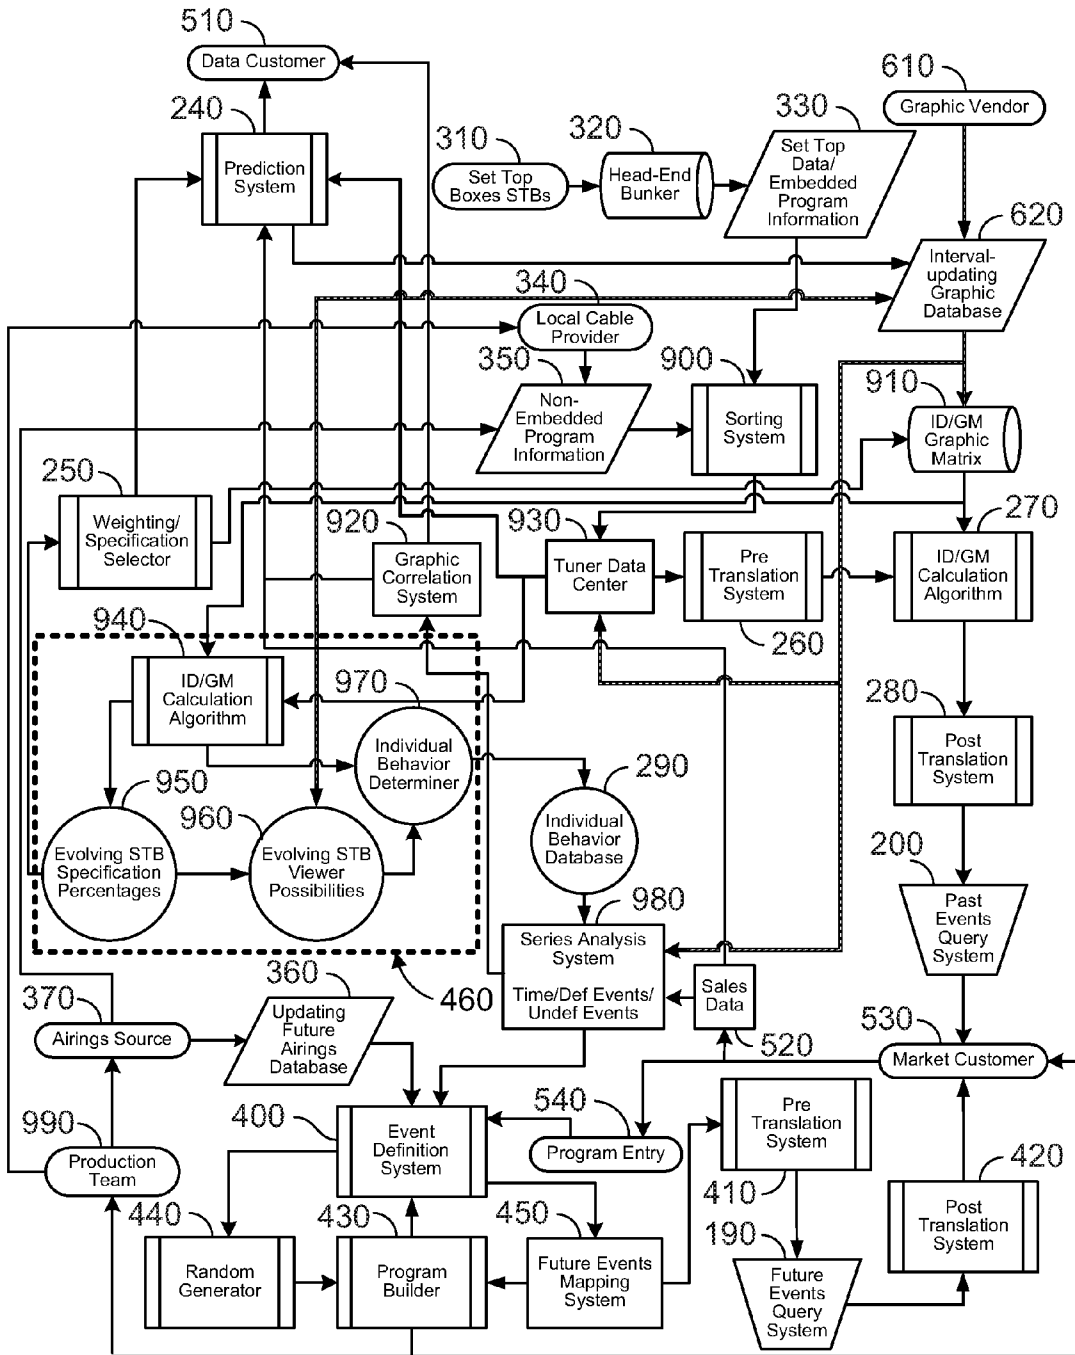 510
Data Customer
240
Prediction
System
310
Set Top
Boxes STBs
320
Head-End
Bunker
330
Set Top
Data/
Embedded
Program
Information
610
Graphic Vendor
620
Interval-
updating
Graphic
Database
340
Local Cable
Provider
350
Non-
Embedded
Program
Information
900
Sorting
System
910
ID/GM
Graphic
Matrix
250
Weighting/
Specification
Selector
920
Graphic
Correlation
System
930
Tuner Data
Center
Pre
Translation
System
260
270
ID/GM
Calculation
Algorithm
940
ID/GM
Calculation
Algorithm
970
Individual
Behavior
Determiner
280
Post
Translation
System
950
Evolving STB
Specification
Percentages
960
Evolving STB
Viewer
Possibilities
290
Individual
Behavior
Database
200
Past
Events
Query
System
460
980
Series Analysis
System
Time/Def Events/
Undef Events
Sales
Data
520
370
Airings Source
360
Updating
Future
Airings
Database
530
Market Customer
990
Production
Team
400
Event
Definition
System
540
Program Entry
Pre
Translation
System
410
420
Post
Translation
System
440
Random
Generator
430
Program
Builder
450
Future Events
Mapping
System
190
Future
Events
Query
System